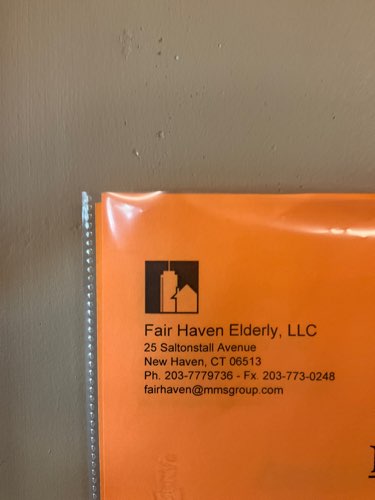 Fair Haven Elderly, LLC
25 Saltonstall Avenue
New Haven, CT 06513
Ph. 203-7779736 - Fx. 203-773-0248
fairhaven@mmsgroup.com